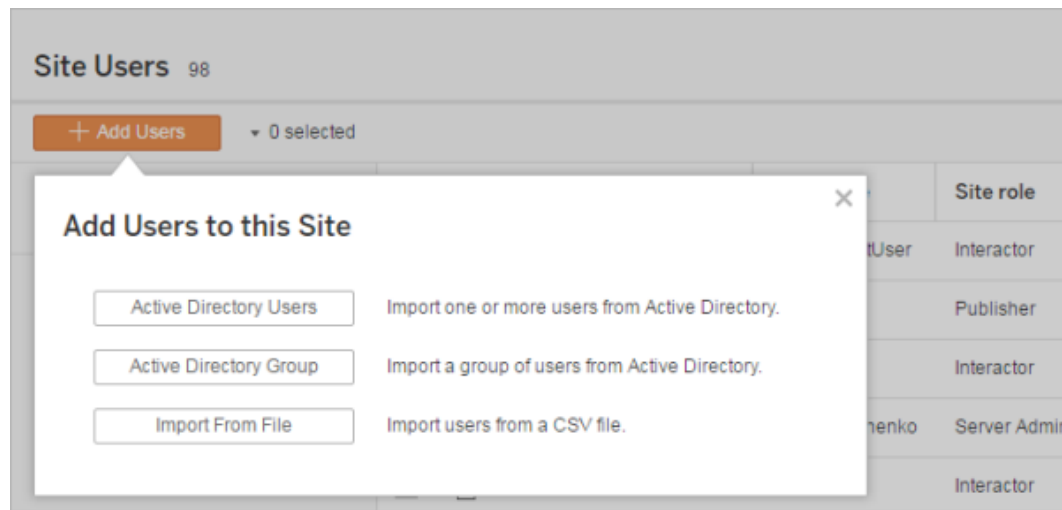 Site Users 98
+ Add Users 0 selected
Site role
Add Users to this Site
tUser Interactor
Active Directory Users Import one or more users from Active Directory.
Publisher
Active Directory Group Import a group of users from Active Directory.
Interactor
Import From File Import users from a CSV file.
henko Server Admin
Interactor